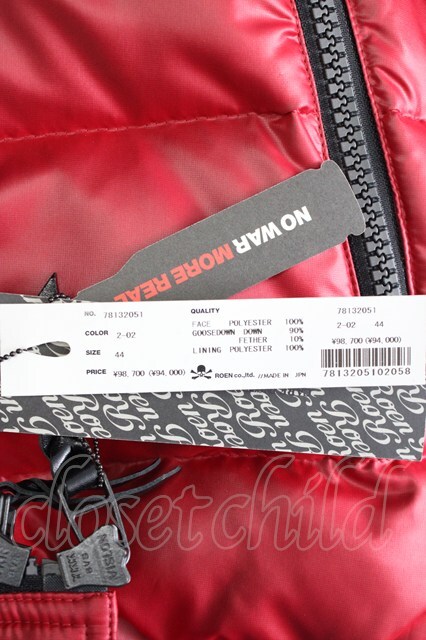 NO WAR MORE REAL
NO. 78132051
COLOR 2-02
SIZE 44
PRICE ¥98,700 (¥94,000)
QUALITY
FACE POLYESTER 100%
GOOSEDOWN DOWN 90%
FETHER 10%
LINING POLYESTER 100%
ROEN co.,ltd. //MADE IN JPN
78132051
2-02 44
¥98,700 (¥94,000)
7813205102058
Roen
closet child